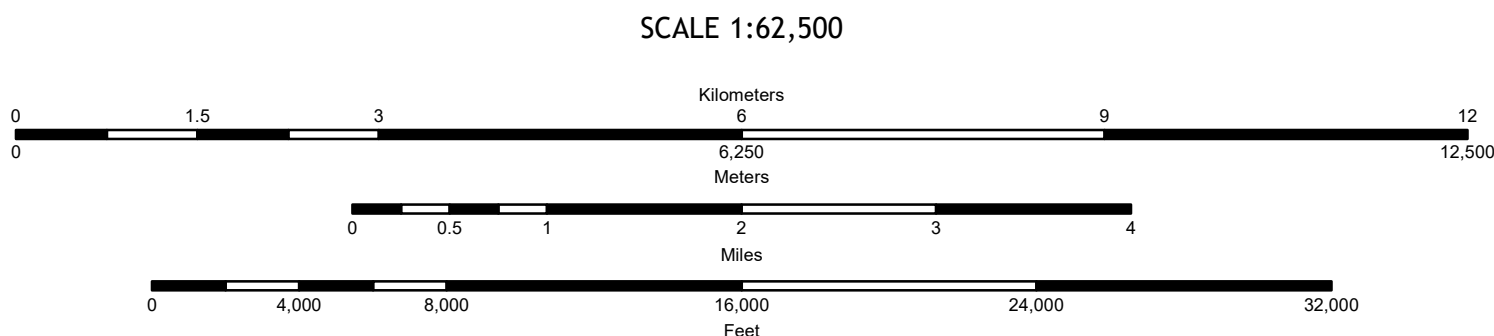 SCALE 1:62,500
Kilometers
0 1.5 3 6 9 12
0 6,250 12,500
Meters
0 0.5 1 2 3 4
Miles
0 4,000 8,000 16,000 24,000 32,000
Feet